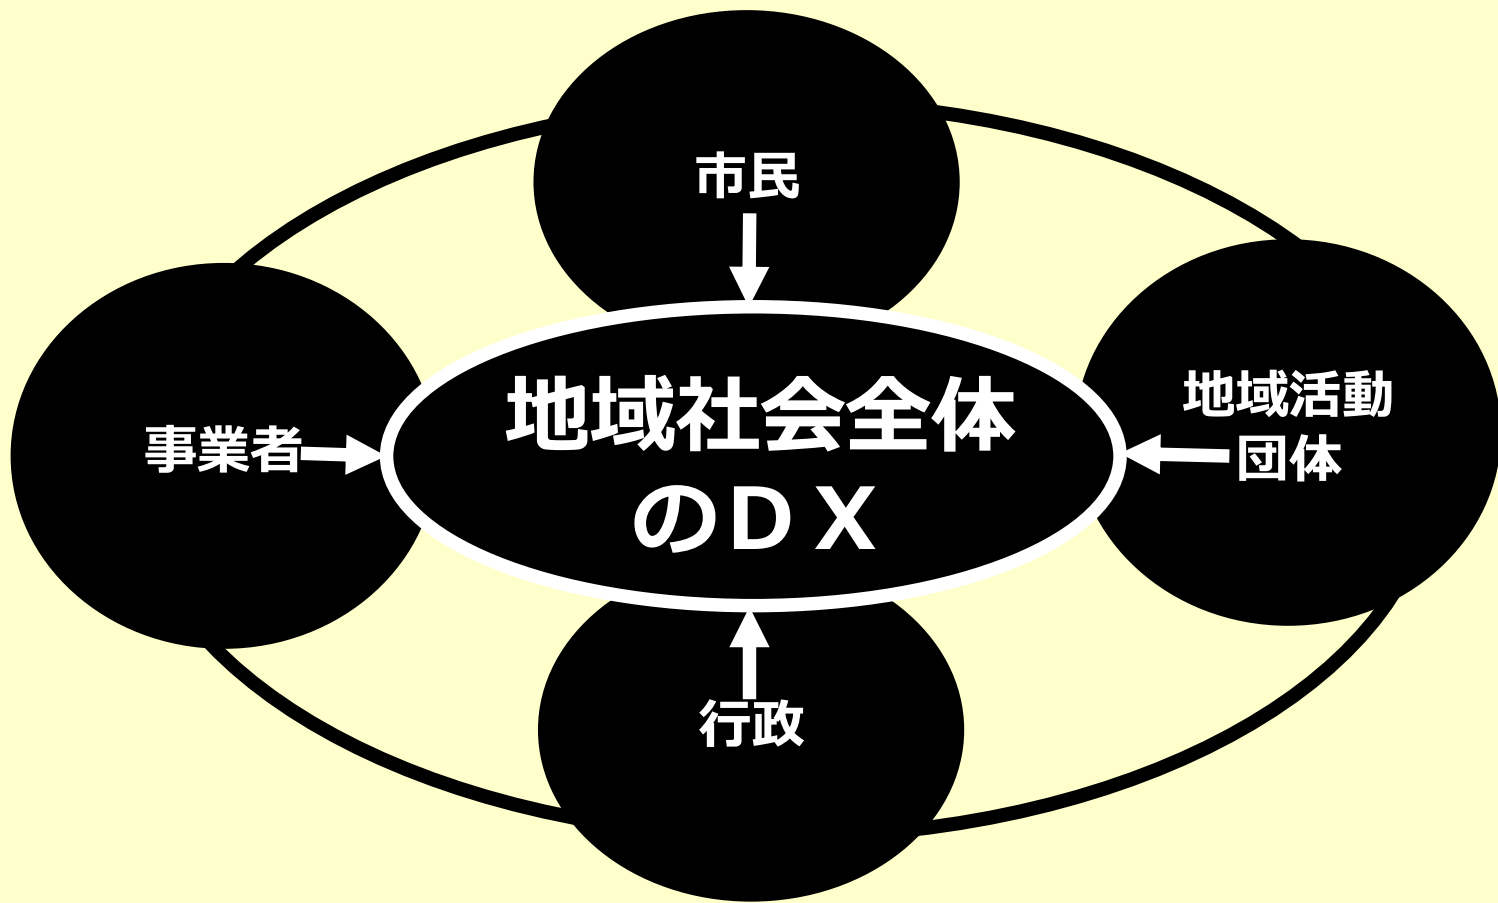 市民
事業者
地域社会全体
のＤＸ
地域活動
団体
行政